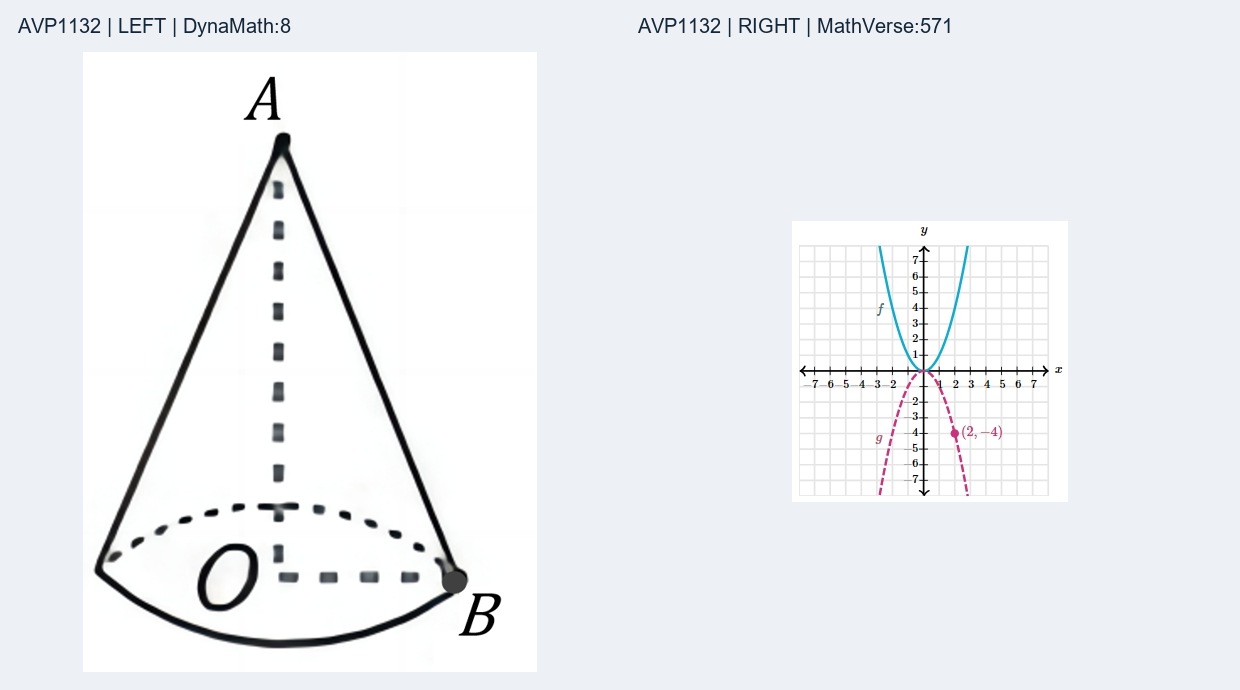 AVP1132 | LEFT | DynaMath:8
AVP1132 | RIGHT | MathVerse:571
A
O
B
y
7
6
5
4
3
2
1
f
x
-7 -6 -5 -4 -3 -2 1 2 3 4 5 6 7
-2
-3
-4
-5
-6
-7
g
(2, −4)